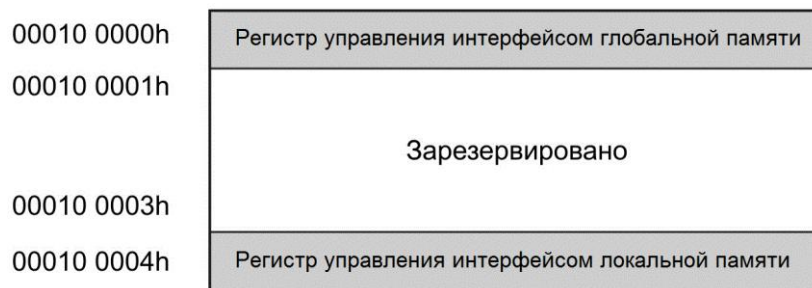 00010 0000h Регистр управления интерфейсом глобальной памяти
00010 0001h
Зарезервировано
00010 0003h
00010 0004h Регистр управления интерфейсом локальной памяти